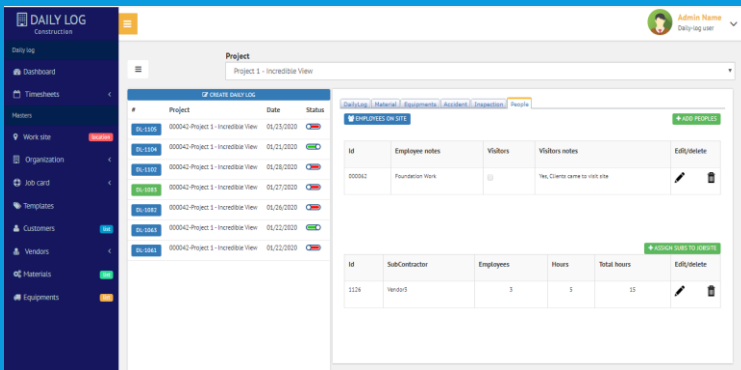 DAILY LOG
Construction
Daily log
Dashboard
Timesheets
Masters
Work site
Organization
Job card
Templates
Customers
Vendors
Materials
Equipments
Admin Name
Daily-log user
Project
Project 1 - Incredible View
CREATE DAILY LOG
# Project Date Status
DL-1105 000042-Project 1 - Incredible View 01/25/2020
DL-1104 000042-Project 1 - Incredible View 01/21/2020
DL-1102 000042-Project 1 - Incredible View 01/28/2020
DL-1083 000042-Project 1 - Incredible View 01/27/2020
DL-1082 000042-Project 1 - Incredible View 01/26/2020
DL-1063 000042-Project 1 - Incredible View 01/22/2020
DL-1061 000042-Project 1 - Incredible View 01/22/2020
DailyLog Material Equipments Accident Inspection People
EMPLOYEES ON SITE
ADD PEOPLES
Id Employee notes Visitors Visitors notes Edit/delete
000062 Foundation Work Yes, Clients came to visit site
ASSIGN SUBS TO JOBSITE
Id SubContractor Employees Hours Total hours Edit/delete
1126 Vendor3 3 5 15